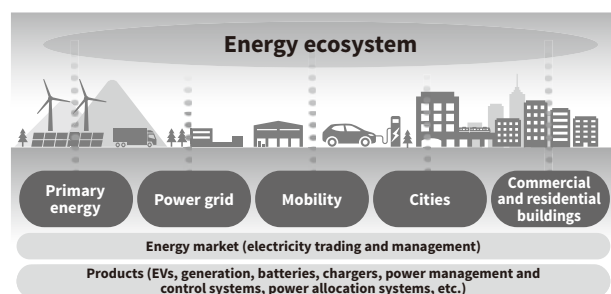 Energy ecosystem
Primary
energy
Power grid
Mobility
Cities
Commercial
and residential
buildings
Energy market (electricity trading and management)
Products (EVs, generation, batteries, chargers, power management and
control systems, power allocation systems, etc.)